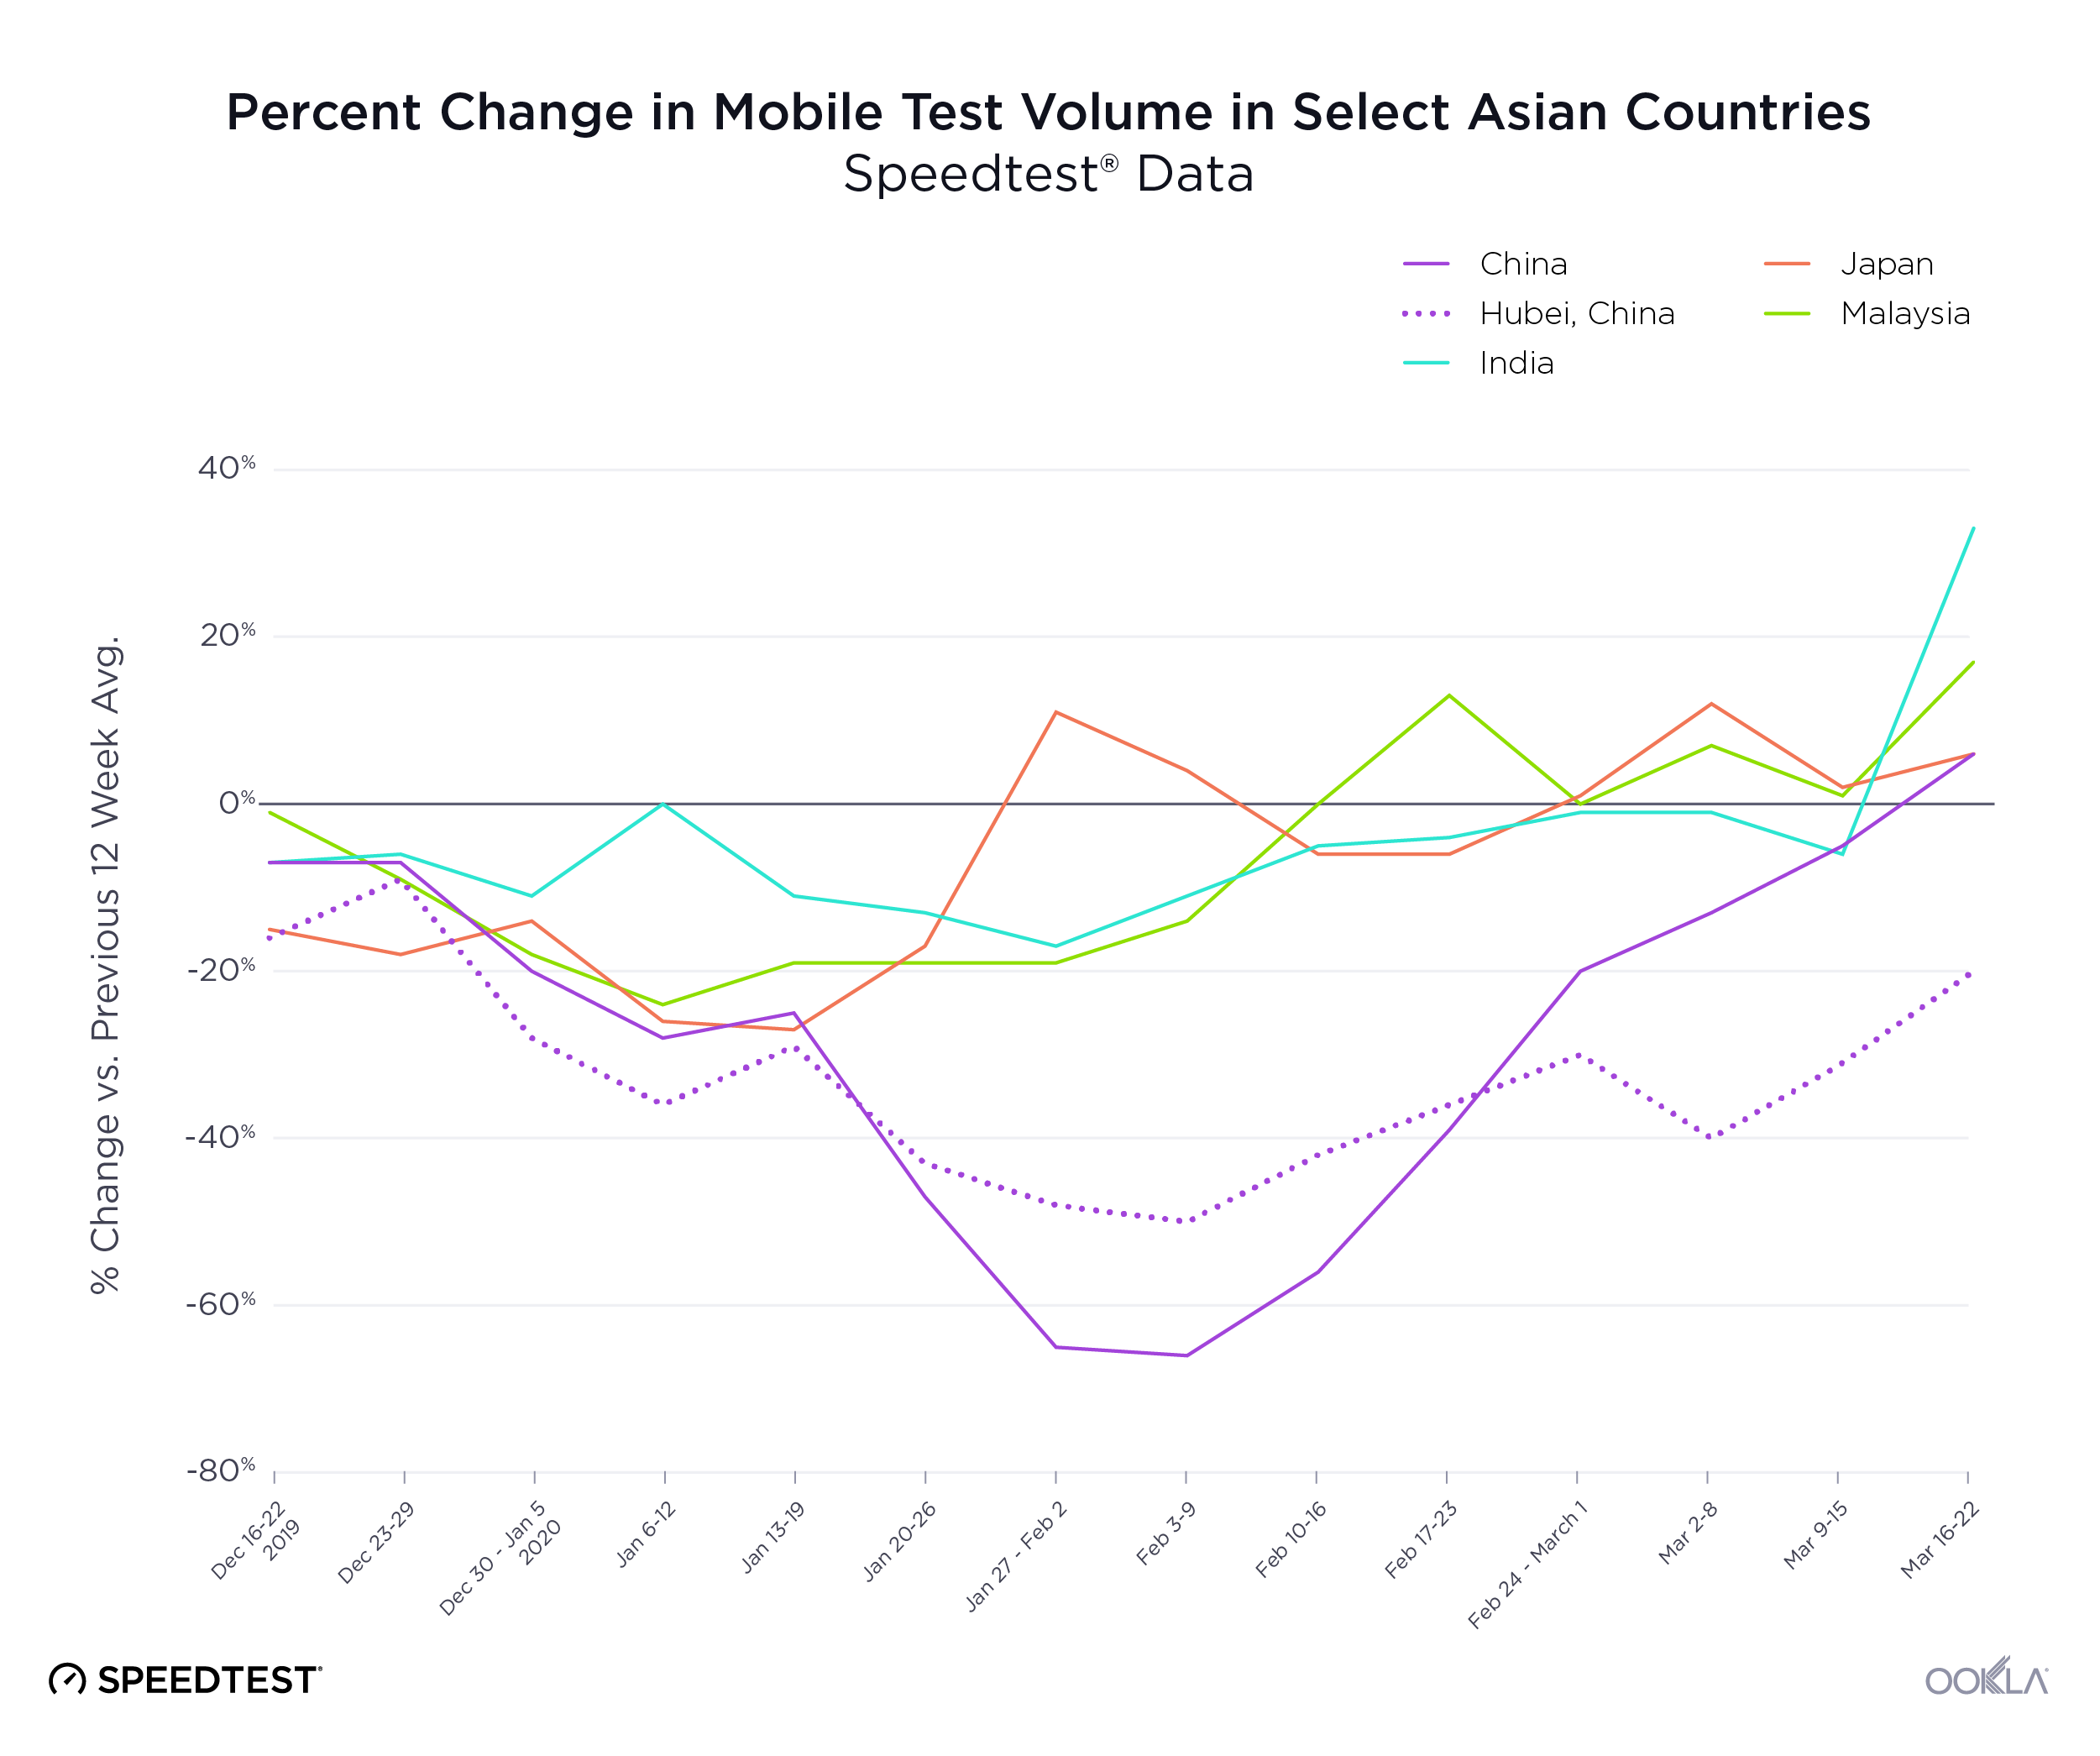 Percent Change in Mobile Test Volume in Select Asian Countries
Speedtest® Data
China
Japan
Hubei, China
Malaysia
India
% Change vs. Previous 12 Week Avg.
40%
20%
0%
-20%
-40%
-60%
-80%
Dec 16-22
2019
Dec 23-29
Dec 30 - Jan 5
2020
Jan 6-12
Jan 13-19
Jan 20-26
Jan 27 - Feb 2
Feb 3-9
Feb 10-16
Feb 17-23
Feb 24 - March 1
Mar 2-8
Mar 9-15
Mar 16-22
SPEEDTEST®
OOKLA®